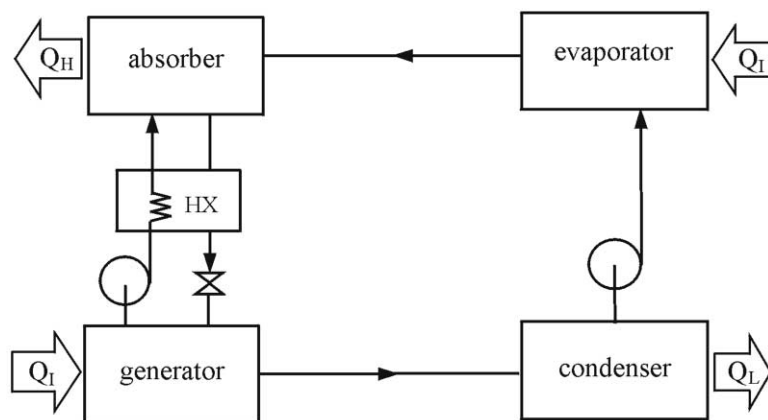 Q_H
absorber
evaporator
Q_I
HX
Q_I
generator
condenser
Q_L